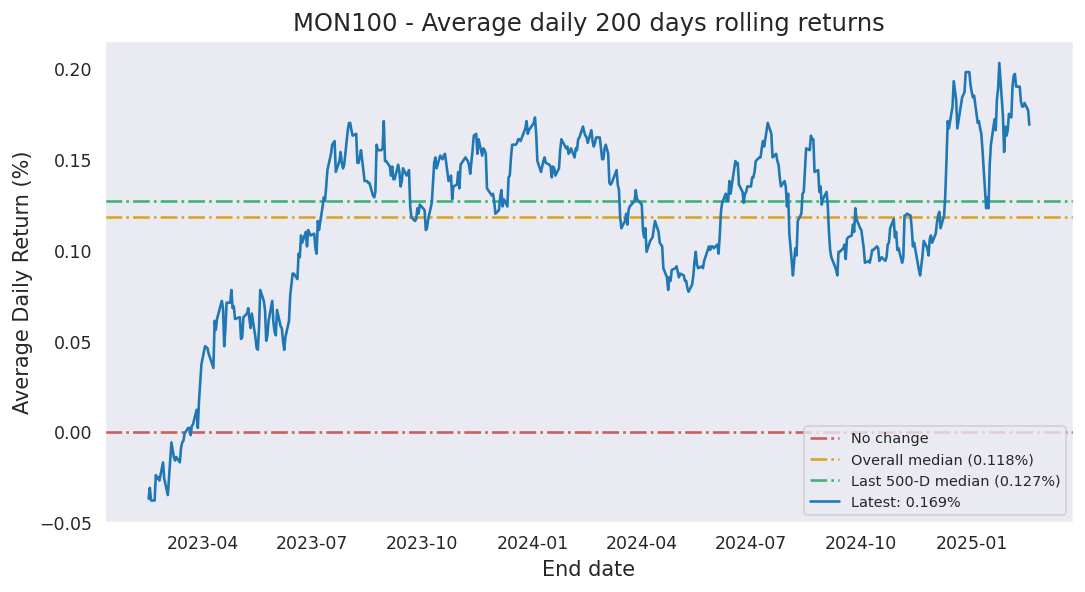 MON100 - Average daily 200 days rolling returns
Average Daily Return (%)
0.20
0.15
0.10
0.05
0.00
−0.05
No change
Overall median (0.118%)
Last 500-D median (0.127%)
Latest: 0.169%
2023-04
2023-07
2023-10
2024-01
2024-04
2024-07
2024-10
2025-01
End date